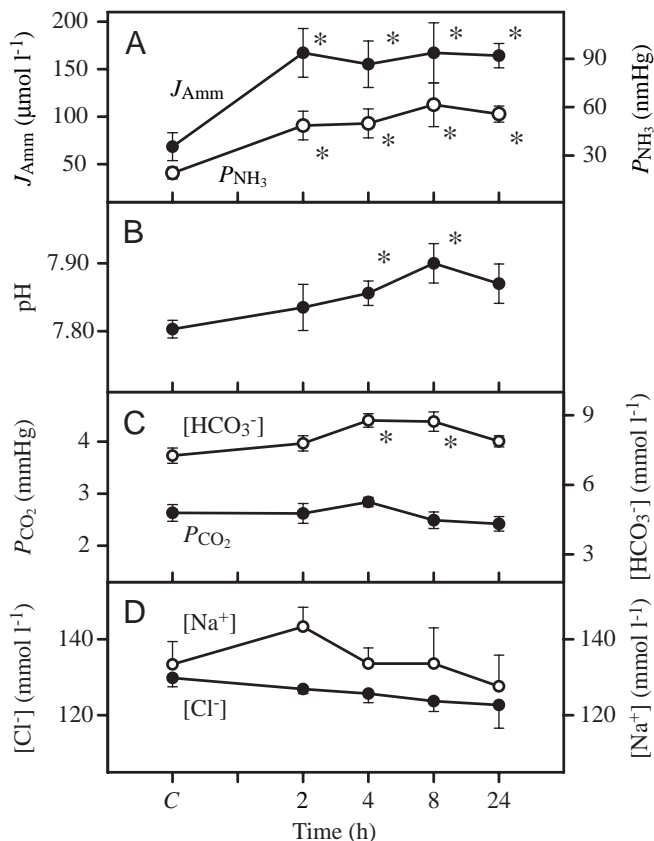 A
200
150
100
50
J_Amm (μmol l⁻¹)
90
60
30
P_NH₃ (nmHg)
J_Amm
P_NH₃
* * * *
* * * *
B
7.90
7.80
pH
* *
C
4
3
2
P_CO₂ (mmHg)
9
6
4
3
[HCO₃⁻] (mmol l⁻¹)
[HCO₃⁻]
P_CO₂
* *
D
140
120
[Cl⁻] (mmol l⁻¹)
140
120
[Na⁺] (mmol l⁻¹)
[Na⁺]
[Cl⁻]
C 2 4 8 24
Time (h)